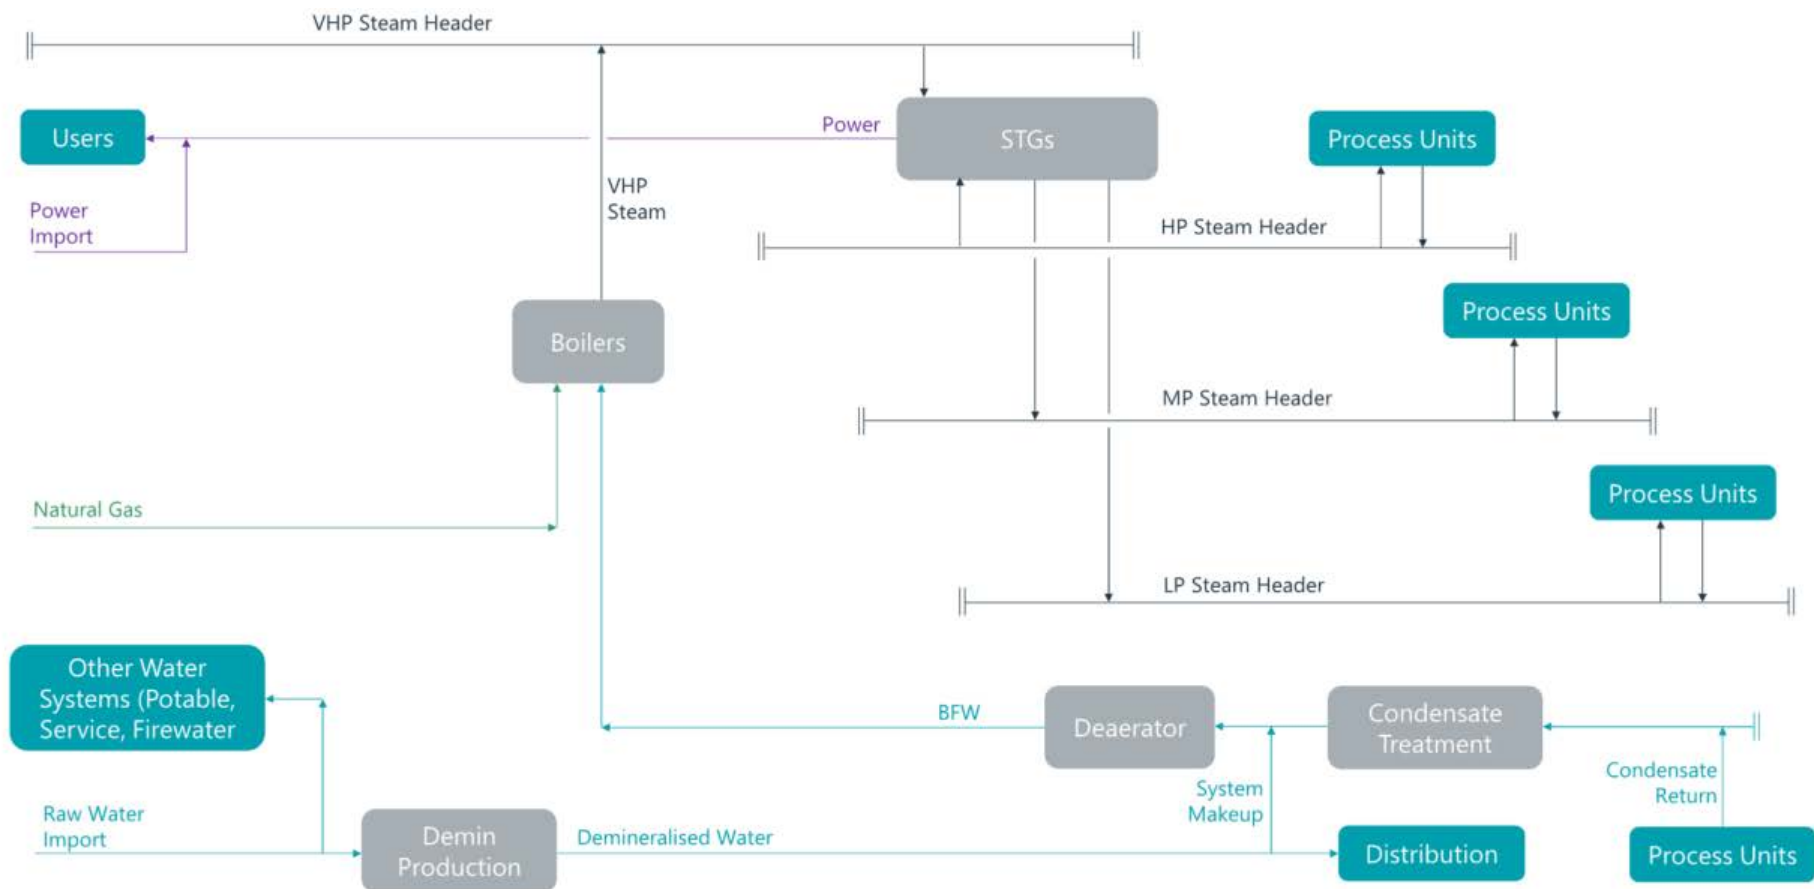 VHP Steam Header
Users
Power
STGs
Process Units
VHP
Steam
Power
Import
HP Steam Header
Process Units
Boilers
MP Steam Header
Natural Gas
Process Units
LP Steam Header
Other Water
Systems (Potable,
Service, Firewater
BFW
Deaerator
Condensate
Treatment
Condensate
Return
System
Makeup
Raw Water
Import
Demin
Production
Demineralised Water
Distribution
Process Units